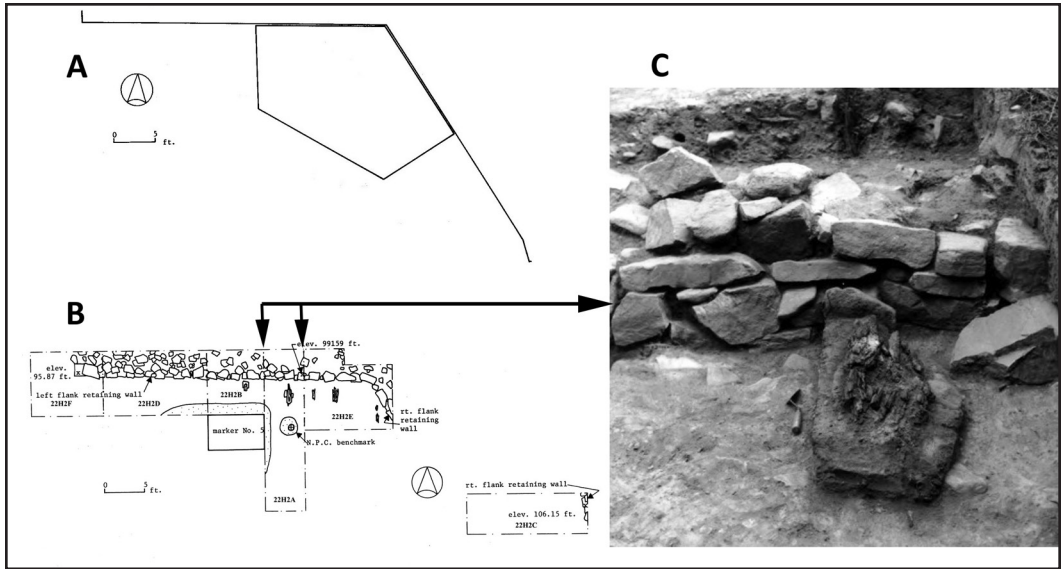 A
0 5
ft.
B
elev. 99159 ft.
elev.
95.87 ft.
x
left flank retaining wall
22H2F
22H2D
22H2B
22H2E
rt. flank
retaining
wall
marker No. 5
N.P.C. benchmark
0 5
ft.
22H2A
rt. flank retaining wall
elev. 106.15 ft.
22H2C
C